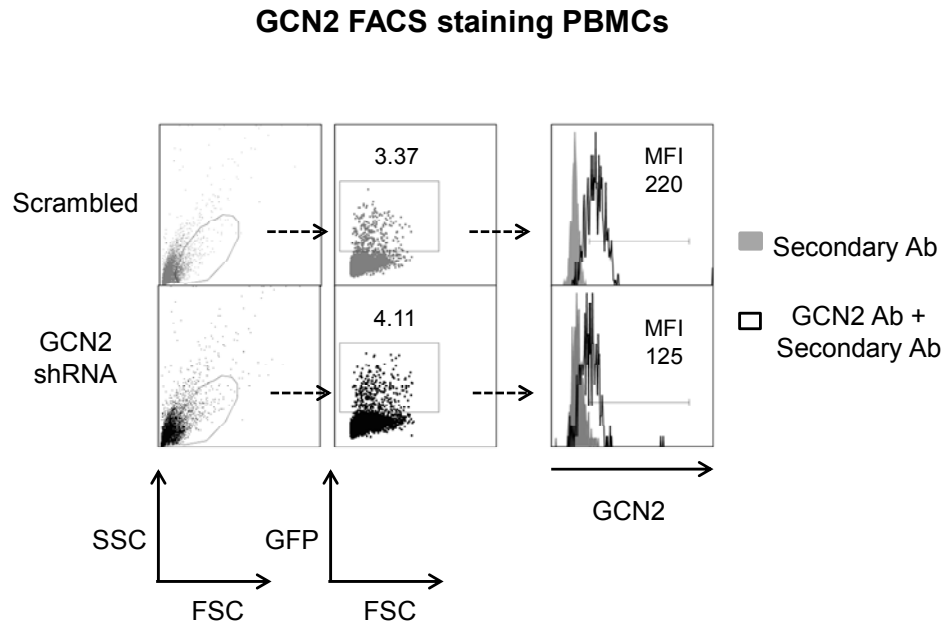 GCN2 FACS staining PBMCs
Scrambled
3.37
MFI
220
Secondary Ab
GCN2 Ab +
Secondary Ab
GCN2
shRNA
4.11
MFI
125
GCN2
SSC
FSC
GFP
FSC